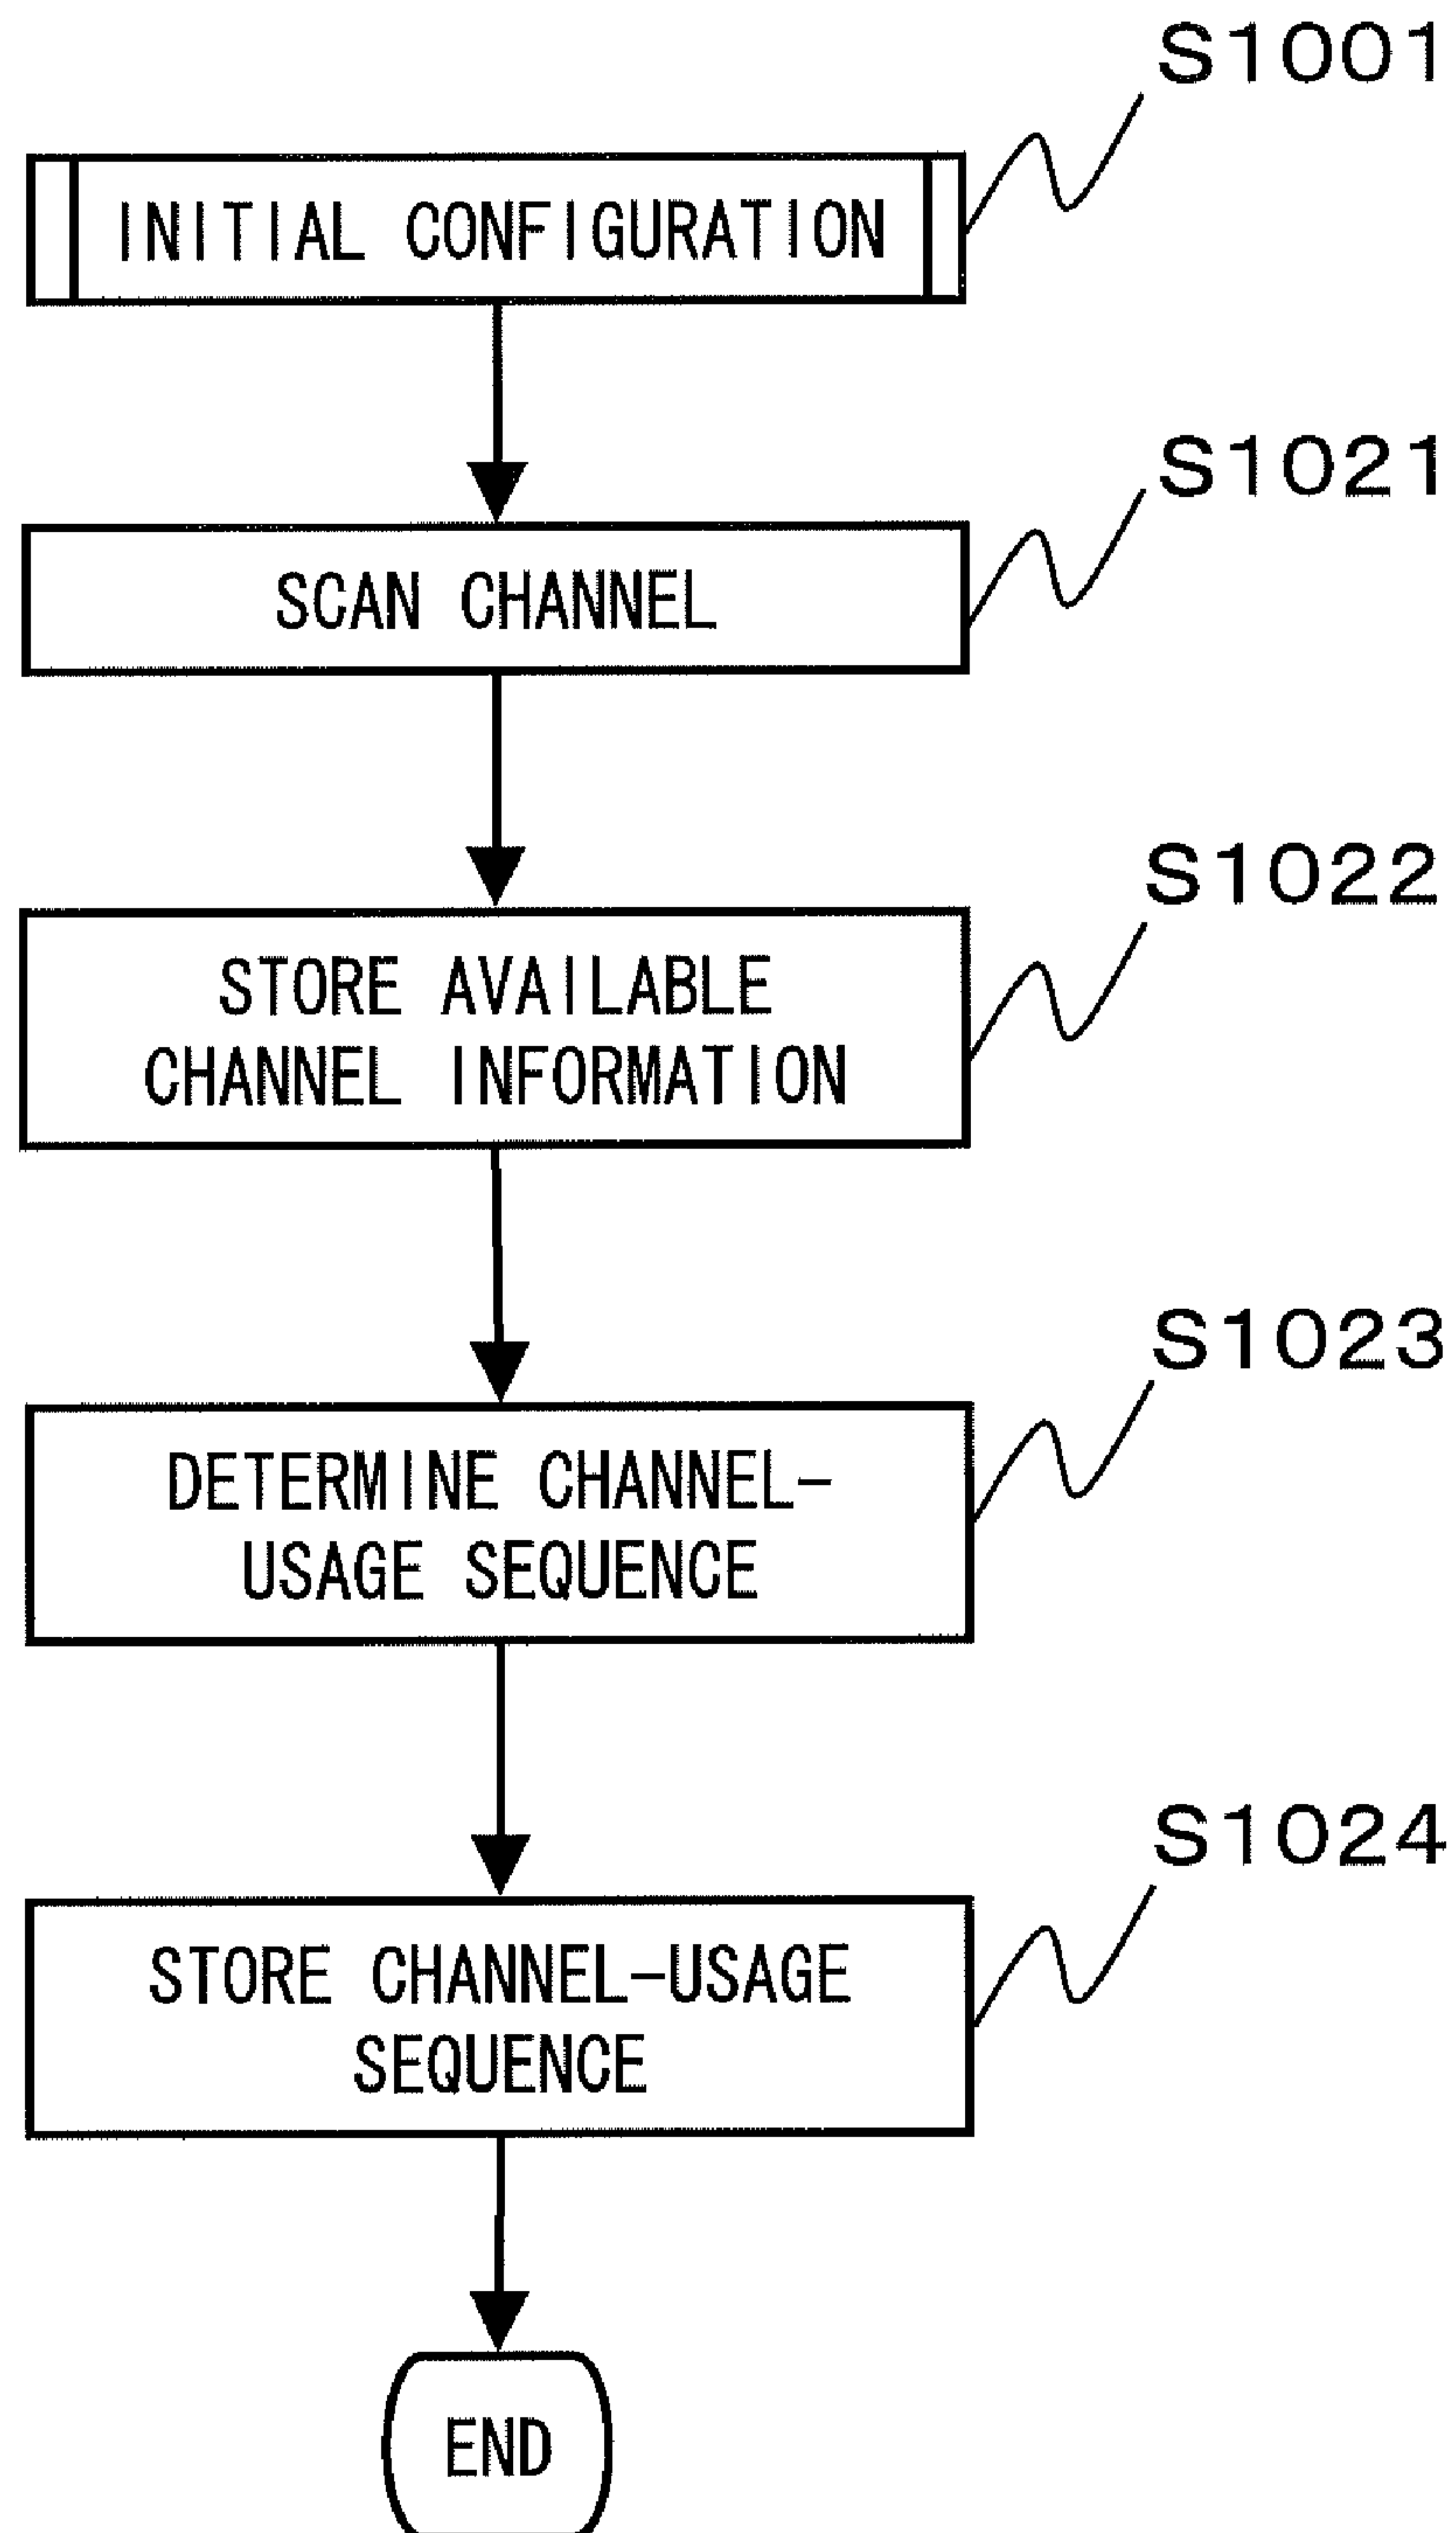 S1001
INITIAL CONFIGURATION
S1021
SCAN CHANNEL
S1022
STORE AVAILABLE
CHANNEL INFORMATION
S1023
DETERMINE CHANNEL-
USAGE SEQUENCE
S1024
STORE CHANNEL-USAGE
SEQUENCE
END